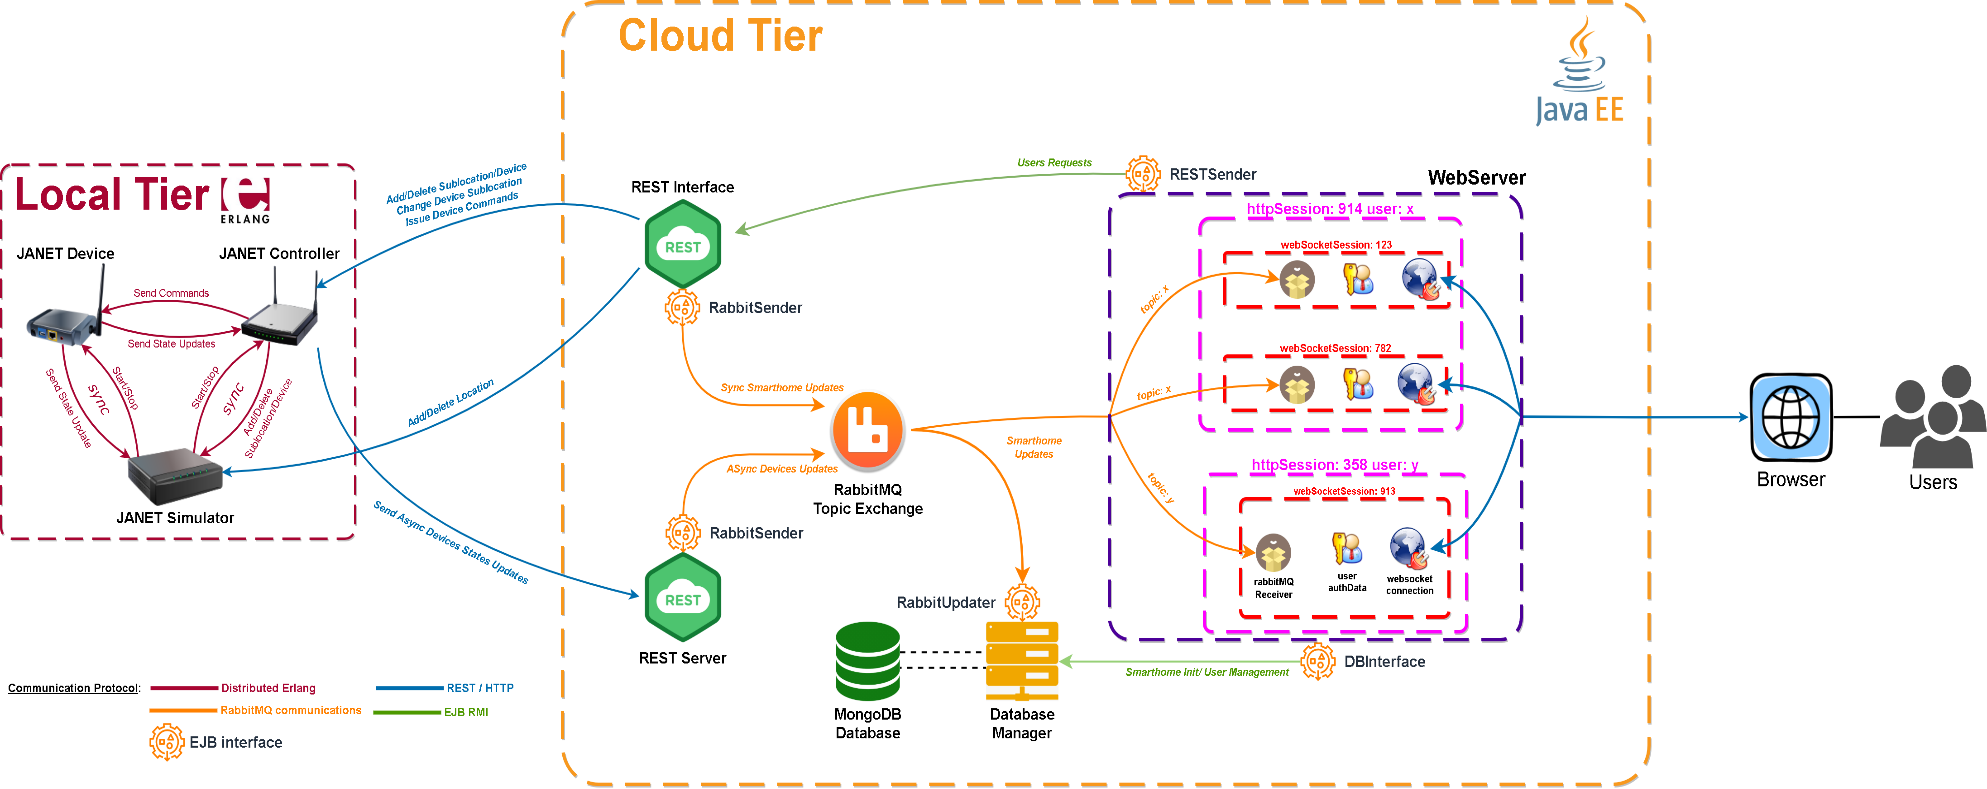 Cloud Tier
Java EE
Local Tier
ERLANG
JANET Device
JANET Controller
Send Commands
Send State Updates
Send State Update
sync
Start/Stop
Start/Stop
sync
Add/Delete
Sublocation/Device
JANET Simulator
Add/Delete Sublocation/Device
Change Device Sublocation
Issue Device Commands
Add/Delete Location
Send Async Devices States Updates
REST Interface
REST
RabbitSender
Sync Smarthome Updates
ASync Devices Updates
RabbitMQ
Topic Exchange
RabbitSender
REST
REST Server
Users Requests
RESTSender
WebServer
httpSession: 914 user: x
webSocketSession: 123
topic: x
webSocketSession: 782
topic: x
Smarthome
Updates
httpSession: 358 user: y
topic: y
webSocketSession: 913
rabbitMQ
Receiver
user
authData
websocket
connection
RabbitUpdater
DBInterface
Smarthome Init/ User Management
MongoDB
Database
Database
Manager
Browser
Users
Communication Protocol:
Distributed Erlang
REST / HTTP
RabbitMQ communications
EJB RMI
EJB interface